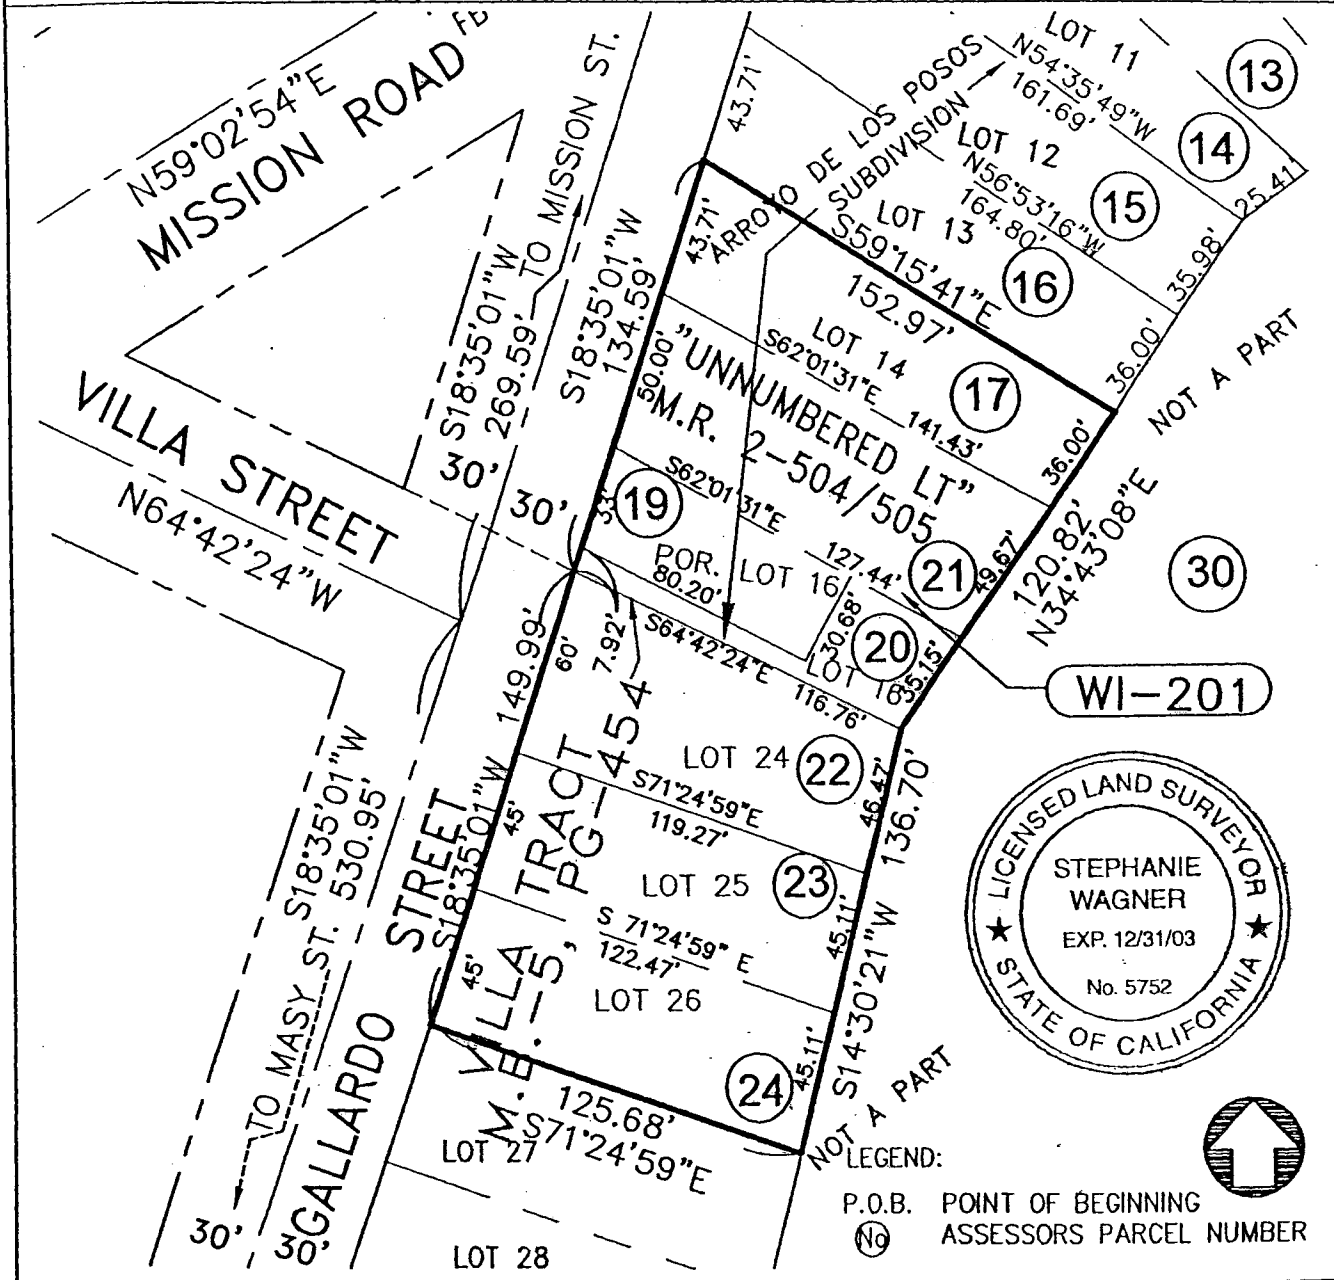 N59°02'54"E
MISSION ROAD
FB
TO MISSION ST.
S18°35'01"W
269.59'
S18°35'01"W
134.59'
43.71'
43.71'
50.00'
33'
ARROYO DE LOS POSOS
SUBDIVISION
LOT 11
N54°35'49"W
161.69'
LOT 12
N56°53'16"W
164.80'
LOT 13
S59°15'41"E
152.97'
13
14
15
16
25.41'
35.98'
36.00'
NOT A PART
LOT 14
S62°01'31"E
141.43'
17
36.00'
"UNNUMBERED LT"
M.R. 2-504/505
VILLA STREET
N64°42'24"W
30'
30'
19
S62°01'31"E
127.44'
21
49.67'
120.82'
N34°43'08"E
30
POR. LOT 16
80.20'
30.68'
20
LOT 16
35.15'
S64°42'24"E
116.76'
7.92'
60'
149.99'
S18°35'01"W
WI-201
LOT 24
22
46.47'
136.70'
S14°30'21"W
S71°24'59"E
119.27'
45'
LOT 25
23
45.11'
S 71°24'59" E
122.47'
45'
LOT 26
24
45.11'
VILLA TRACT
M.B.-5, PG-454
125.68'
S71°24'59"E
NOT A PART
LOT 27
LOT 28
S18°35'01"W
530.95'
TO MASY ST.
GALLARDO STREET
30'
30'
LICENSED LAND SURVEYOR
STEPHANIE
WAGNER
EXP. 12/31/03
No. 5752
STATE OF CALIFORNIA
LEGEND:
P.O.B. POINT OF BEGINNING
No ASSESSORS PARCEL NUMBER